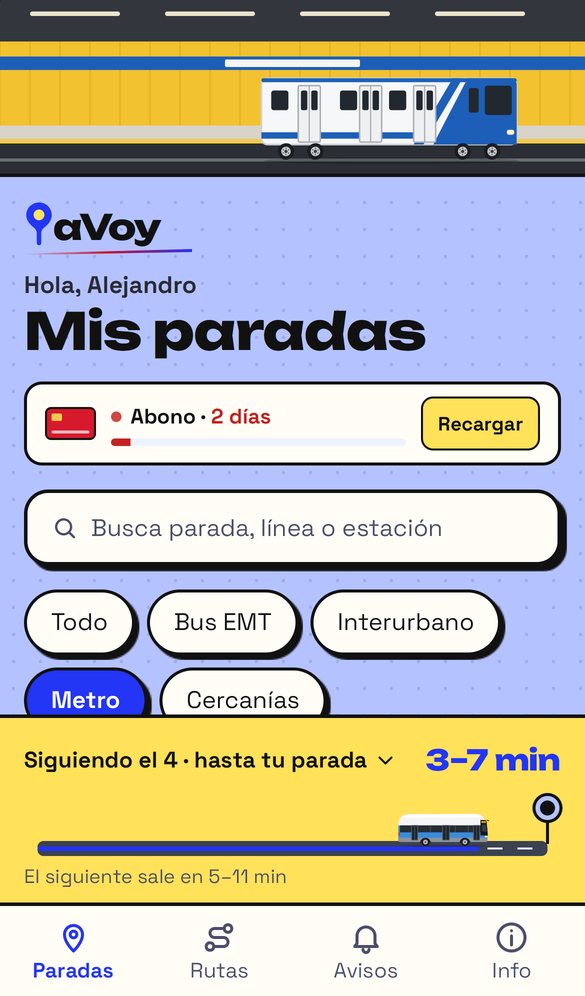 aVoy
Hola, Alejandro
Mis paradas
Abono · 2 días
Recargar
Busca parada, línea o estación
Todo
Bus EMT
Interurbano
Metro
Cercanías
Siguiendo el 4 · hasta tu parada
3–7 min
El siguiente sale en 5–11 min
Paradas
Rutas
Avisos
Info